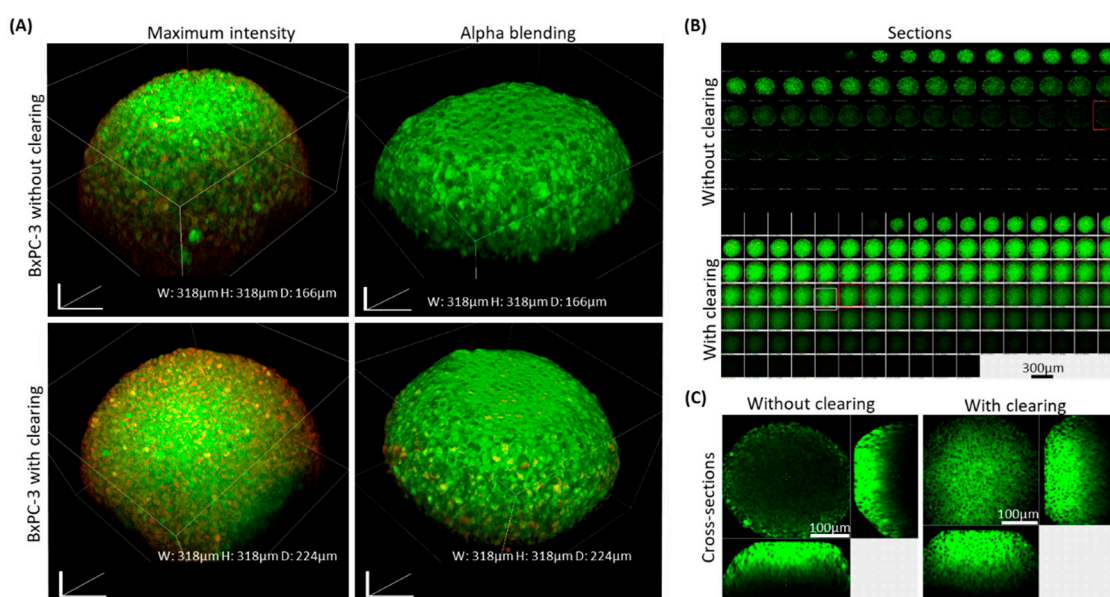 (A)
Maximum intensity
Alpha blending
BxPC-3 without clearing
W: 318µm H: 318µm D: 166µm
W: 318µm H: 318µm D: 166µm
BxPC-3 with clearing
W: 318µm H: 318µm D: 224µm
W: 318µm H: 318µm D: 224µm
(B)
Sections
Without clearing
With clearing
300µm
(C)
Without clearing
With clearing
Cross-sections
100µm
100µm